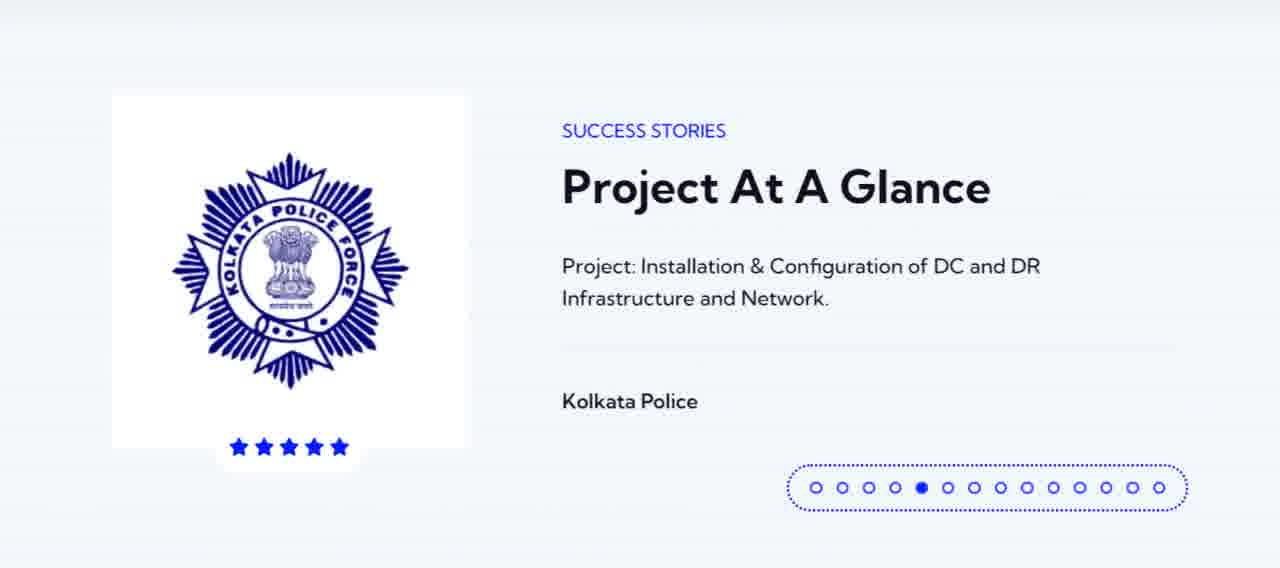 KOLKATA POLICE FORCE
सत्यमेव जयते
SUCCESS STORIES
Project At A Glance
Project: Installation & Configuration of DC and DR
Infrastructure and Network.
Kolkata Police